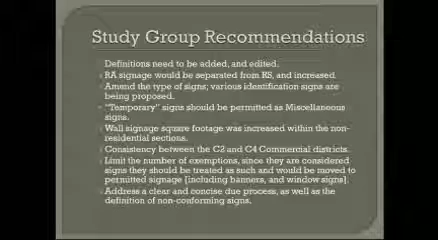 Study Group Recommendations
Definitions need to be added, and edited.
RA signage would be separated from RS, and increased.
Amend the type of signs; various identification signs are
being proposed.
"Temporary" signs should be permitted as Miscellaneous
signs.
Wall signage square footage was increased within the non-
residential sections.
Consistency between the C2 and C4 Commercial districts.
Limit the number of exemptions, since they are considered
signs they should be treated as such and would be moved to
permitted signage [including banners, and window signs].
Address a clear and concise due process, as well as the
definition of non-conforming signs.